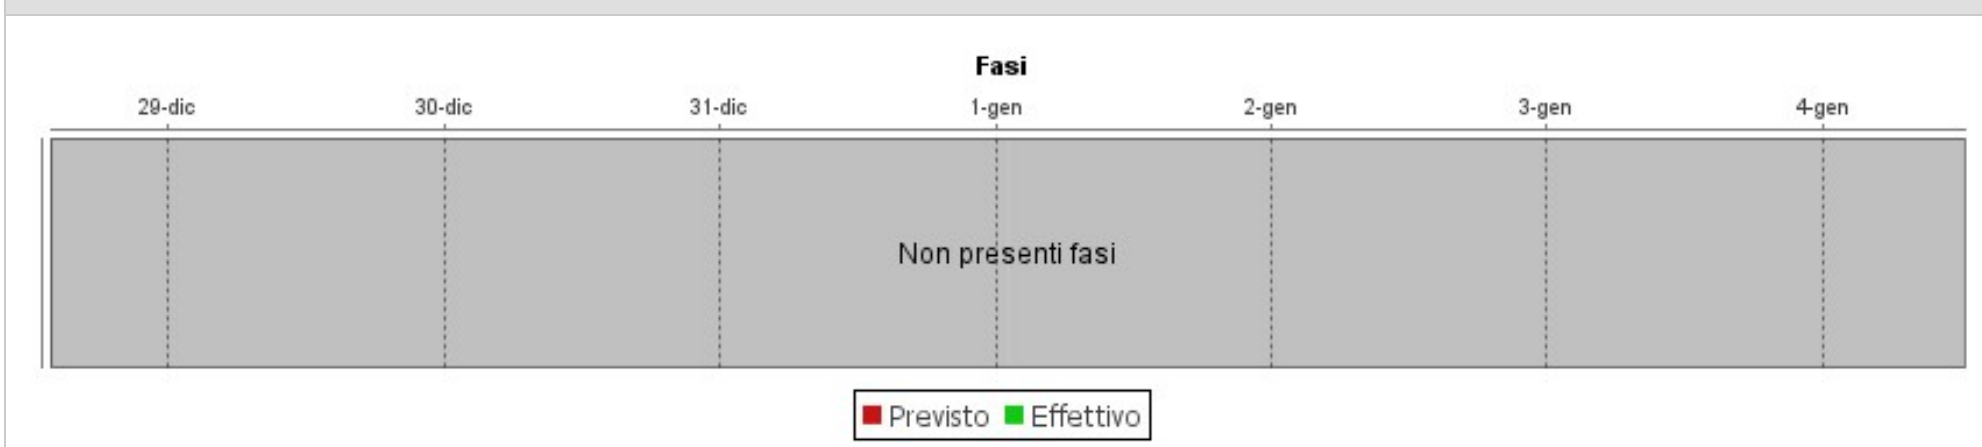 Fasi
29-dic 30-dic 31-dic 1-gen 2-gen 3-gen 4-gen
Non presenti fasi
Previsto Effettivo